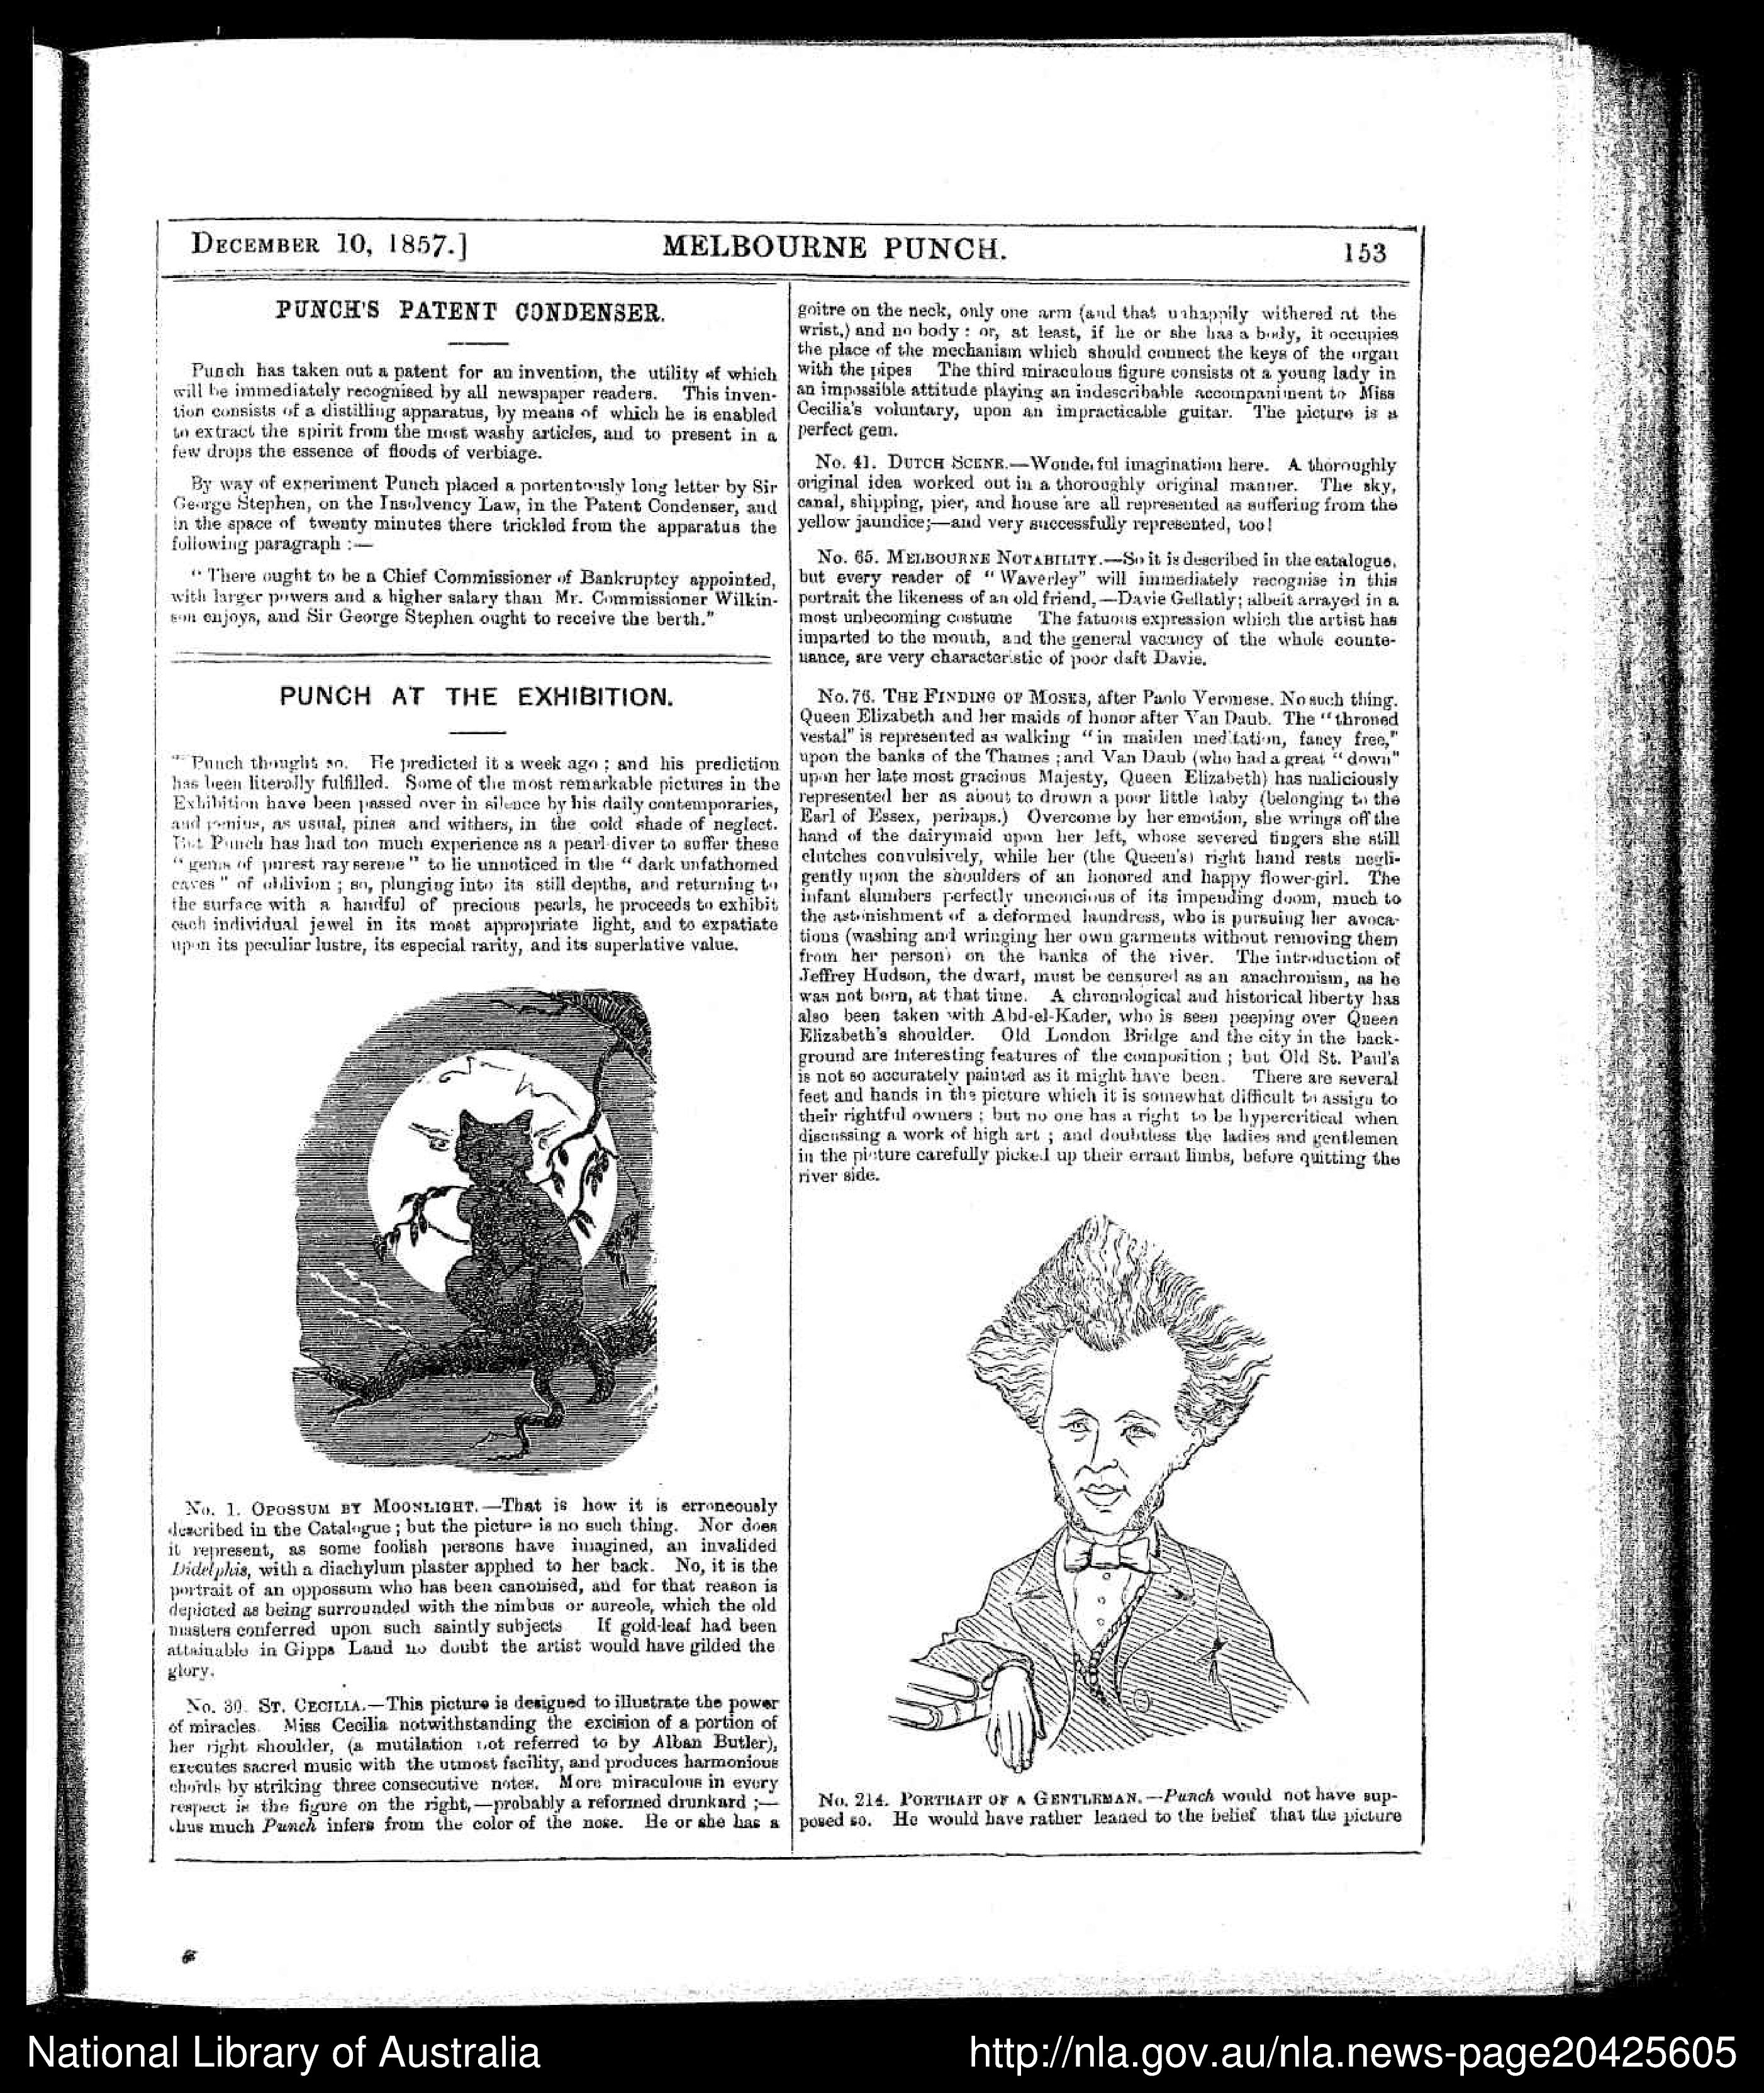 DECEMBER 10, 1857.] MELBOURNE PUNCH. 153
PUNCH'S PATENT CONDENSER.
Punch has taken out a patent for an invention, the utility of which
will be immediately recognised by all newspaper readers. This inven-
tion consists of a distilling apparatus, by means of which he is enabled
to extract the spirit from the most washy articles, and to present in a
few drops the essence of floods of verbiage.
By way of experiment Punch placed a portentously long letter by Sir
George Stephen, on the Insolvency Law, in the Patent Condenser, and
in the space of twenty minutes there trickled from the apparatus the
following paragraph :—
" There ought to be a Chief Commissioner of Bankruptcy appointed,
with larger powers and a higher salary than Mr. Commissioner Wilkin-
son enjoys, and Sir George Stephen ought to receive the berth."
PUNCH AT THE EXHIBITION.
Punch thought so. He predicted it a week ago ; and his prediction
has been literally fulfilled. Some of the most remarkable pictures in the
Exhibition have been passed over in silence by his daily contemporaries,
and genius, as usual, pines and withers, in the cold shade of neglect.
But Punch has had too much experience as a pearl-diver to suffer these
" gems of purest ray serene " to lie unnoticed in the " dark unfathomed
caves " of oblivion ; so, plunging into its still depths, and returning to
the surface with a handful of precious pearls, he proceeds to exhibit
each individual jewel in its most appropriate light, and to expatiate
upon its peculiar lustre, its especial rarity, and its superlative value.
No. 1. OPOSSUM BY MOONLIGHT.—That is how it is erroneously
described in the Catalogue ; but the picture is no such thing. Nor does
it represent, as some foolish persons have imagined, an invalided
Didelphis, with a diachylum plaster applied to her back. No, it is the
portrait of an oppossum who has been canonised, and for that reason is
depicted as being surrounded with the nimbus or aureole, which the old
masters conferred upon such saintly subjects If gold-leaf had been
attainable in Gipps Land no doubt the artist would have gilded the
glory.
No. 30. ST. CECILIA.—This picture is designed to illustrate the power
of miracles. Miss Cecilia notwithstanding the excision of a portion of
her right shoulder, (a mutilation not referred to by Alban Butler),
executes sacred music with the utmost facility, and produces harmonious
chords by striking three consecutive notes. More miraculous in every
respect is the figure on the right,—probably a reformed drunkard ;—
thus much Punch infers from the color of the nose. He or she has a
goitre on the neck, only one arm (and that unhappily withered at the
wrist,) and no body : or, at least, if he or she has a body, it occupies
the place of the mechanism which should connect the keys of the organ
with the pipes The third miraculous figure consists of a young lady in
an impossible attitude playing an indescribable accompaniment to Miss
Cecilia's voluntary, upon an impracticable guitar. The picture is a
perfect gem.
No. 41. DUTCH SCENE.—Wonderful imagination here. A thoroughly
original idea worked out in a thoroughly original manner. The sky,
canal, shipping, pier, and house are all represented as suffering from the
yellow jaundice;—and very successfully represented, too!
No. 65. MELBOURNE NOTABILITY.—So it is described in the catalogue,
but every reader of " Waverley" will immediately recognise in this
portrait the likeness of an old friend,—Davie Gellatly; albeit arrayed in a
most unbecoming costume The fatuous expression which the artist has
imparted to the mouth, and the general vacancy of the whole counte-
nance, are very characteristic of poor daft Davie.
No. 76. THE FINDING OF MOSES, after Paolo Veronese. No such thing.
Queen Elizabeth and her maids of honor after Van Daub. The "throned
vestal" is represented as walking "in maiden meditation, fancy free,"
upon the banks of the Thames ; and Van Daub (who had a great " down"
upon her late most gracious Majesty, Queen Elizabeth) has maliciously
represented her as about to drown a poor little baby (belonging to the
Earl of Essex, perhaps.) Overcome by her emotion, she wrings off the
hand of the dairymaid upon her left, whose severed fingers she still
clutches convulsively, while her (the Queen's) right hand rests negli-
gently upon the shoulders of an honored and happy flower-girl. The
infant slumbers perfectly unconcious of its impending doom, much to
the astonishment of a deformed laundress, who is pursuing her avoca-
tions (washing and wringing her own garments without removing them
from her person) on the banks of the river. The introduction of
Jeffrey Hudson, the dwarf, must be censured as an anachronism, as he
was not born, at that time. A chronological and historical liberty has
also been taken with Abd-el-Kader, who is seen peeping over Queen
Elizabeth's shoulder. Old London Bridge and the city in the back-
ground are interesting features of the composition ; but Old St. Paul's
is not so accurately painted as it might have been. There are several
feet and hands in the picture which it is somewhat difficult to assign to
their rightful owners ; but no one has a right to be hypercritical when
discussing a work of high art ; and doubtless the ladies and gentlemen
in the picture carefully picked up their errant limbs, before quitting the
river side.
No. 214. PORTRAIT OF A GENTLEMAN.—Punch would not have sup-
posed so. He would have rather leaned to the belief that the picture
National Library of Australia http://nla.gov.au/nla.news-page20425605